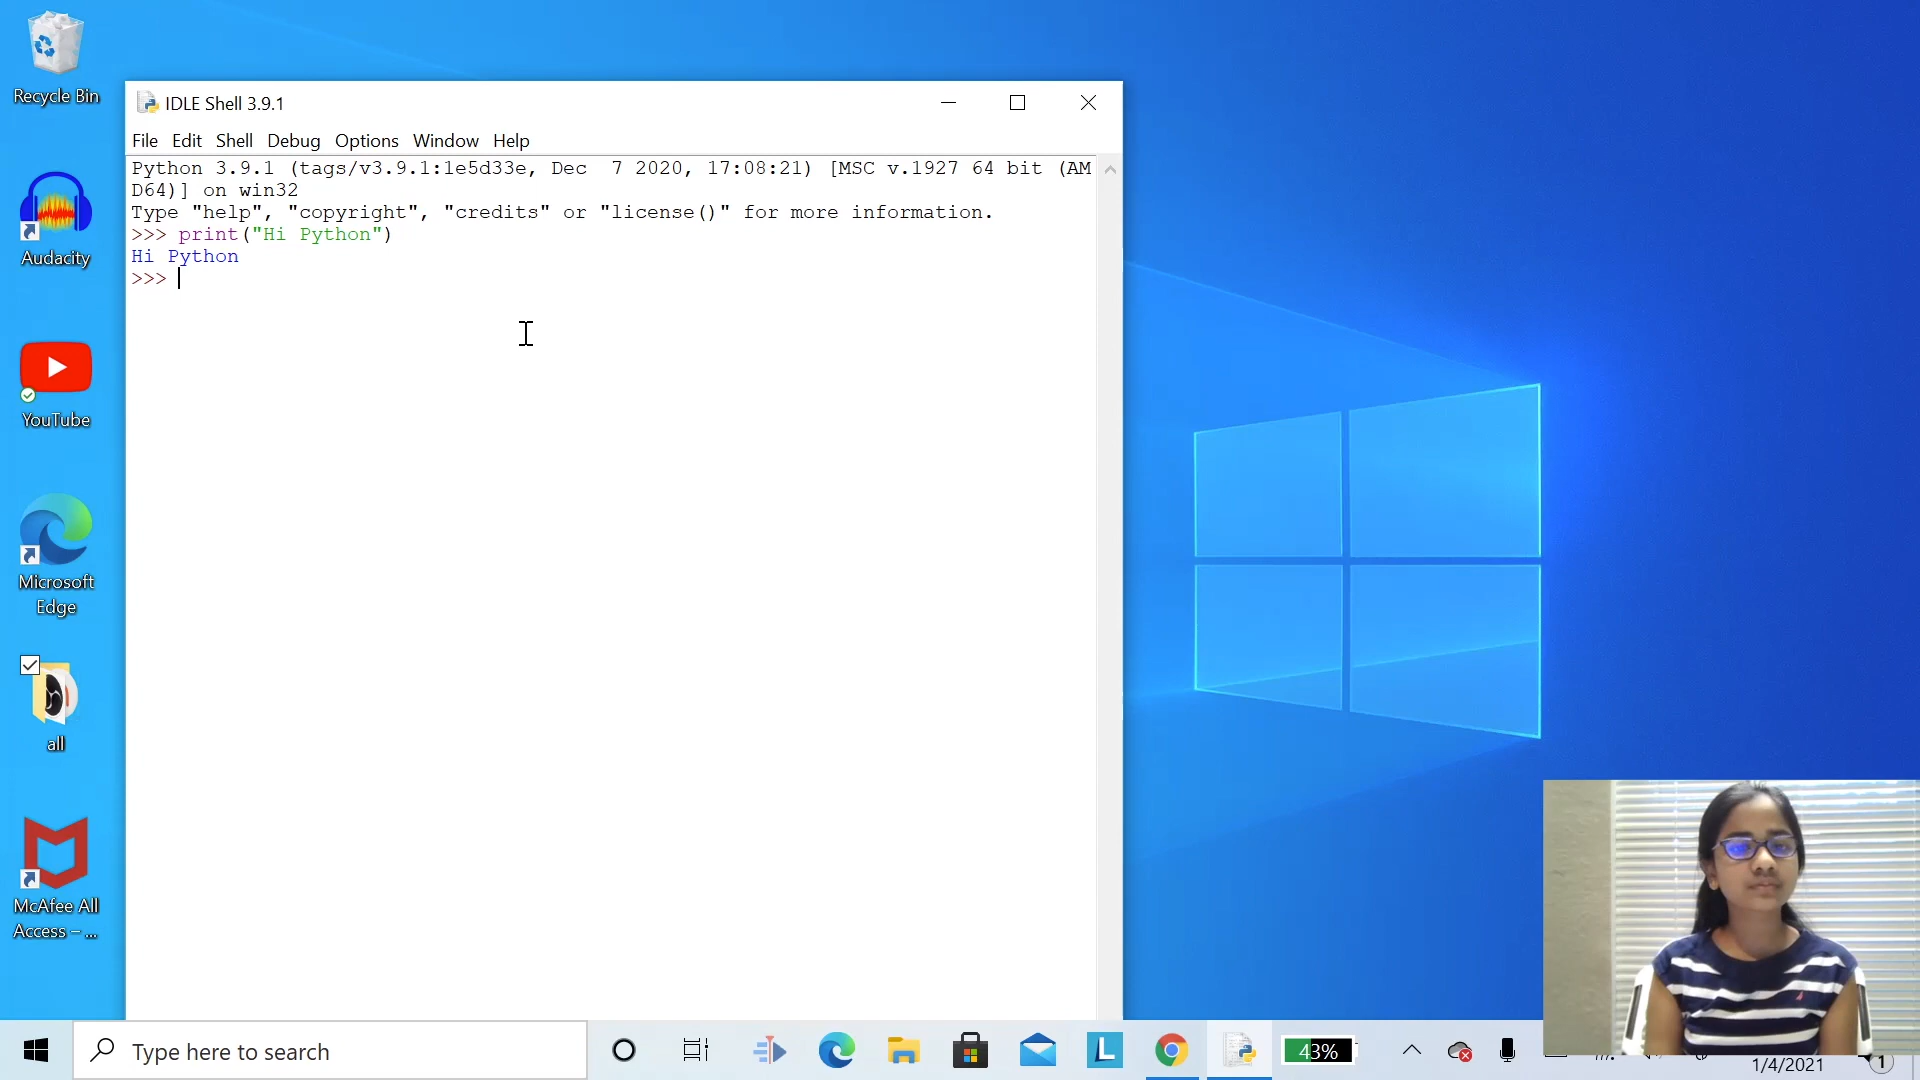 Recycle Bin
IDLE Shell 3.9.1
File Edit Shell Debug Options Window Help
Python 3.9.1 (tags/v3.9.1:1e5d33e, Dec  7 2020, 17:08:21) [MSC v.1927 64 bit (AM
D64)] on win32
Type "help", "copyright", "credits" or "license()" for more information.
>>> print("Hi Python")
Hi Python
>>>
Audacity
YouTube
Microsoft
Edge
all
McAfee All
Access – ...
Type here to search
L
43%
1/4/2021
1